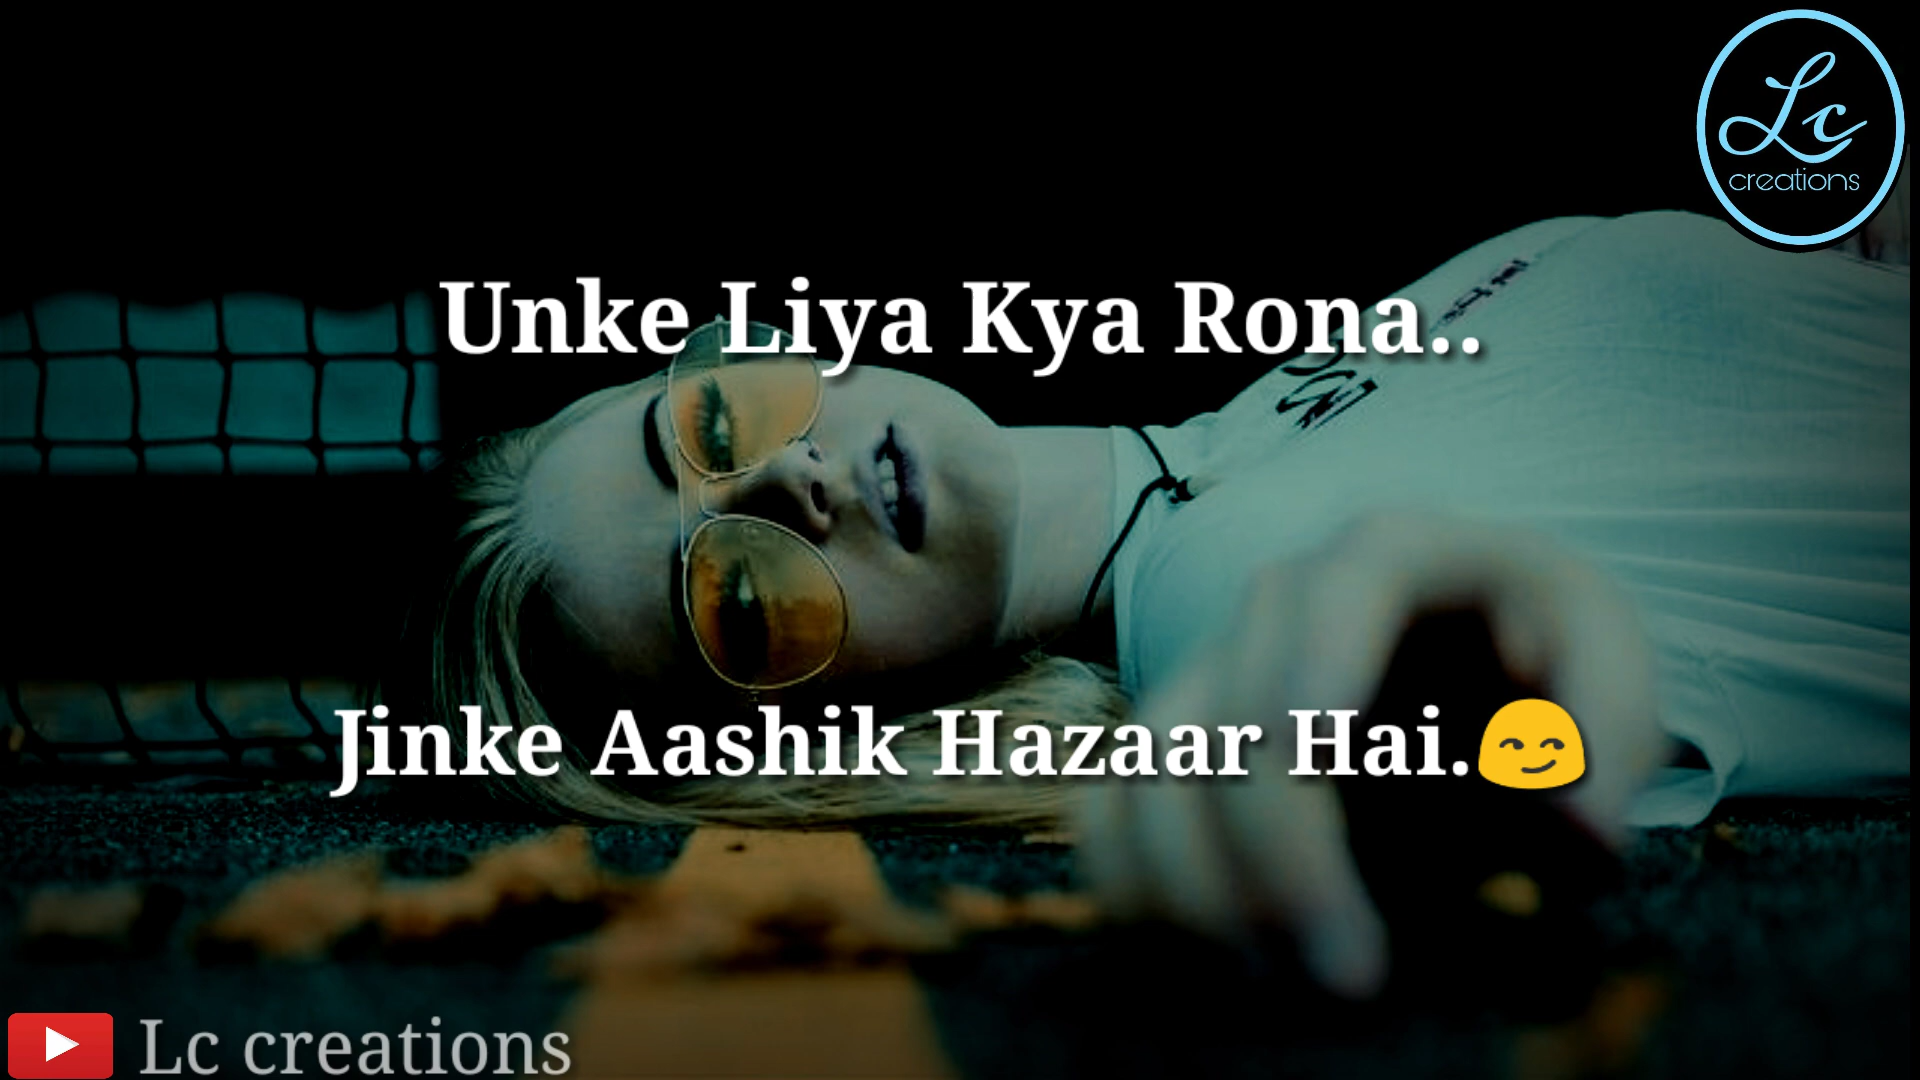 Lc
creations
Unke Liya Kya Rona..
Jinke Aashik Hazaar Hai.😏
Lc creations